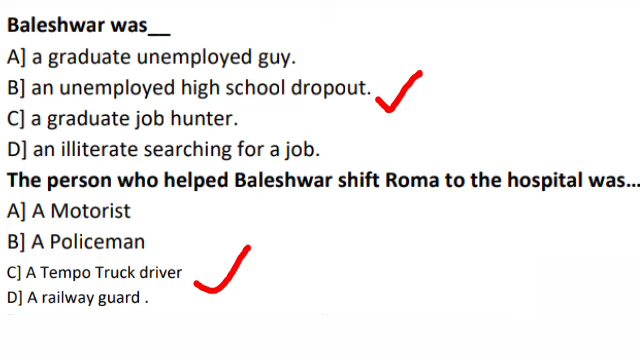 Baleshwar was__
A] a graduate unemployed guy.
B] an unemployed high school dropout.
C] a graduate job hunter.
D] an illiterate searching for a job.
The person who helped Baleshwar shift Roma to the hospital was...
A] A Motorist
B] A Policeman
C] A Tempo Truck driver
D] A railway guard .